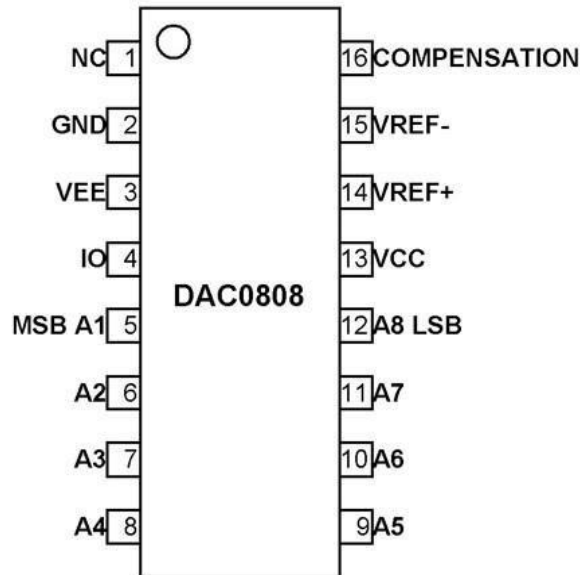 NC 1 16 COMPENSATION
GND 2 15 VREF-
VEE 3 14 VREF+
IO 4 13 VCC
DAC0808
MSB A1 5 12 A8 LSB
A2 6 11 A7
A3 7 10 A6
A4 8 9 A5